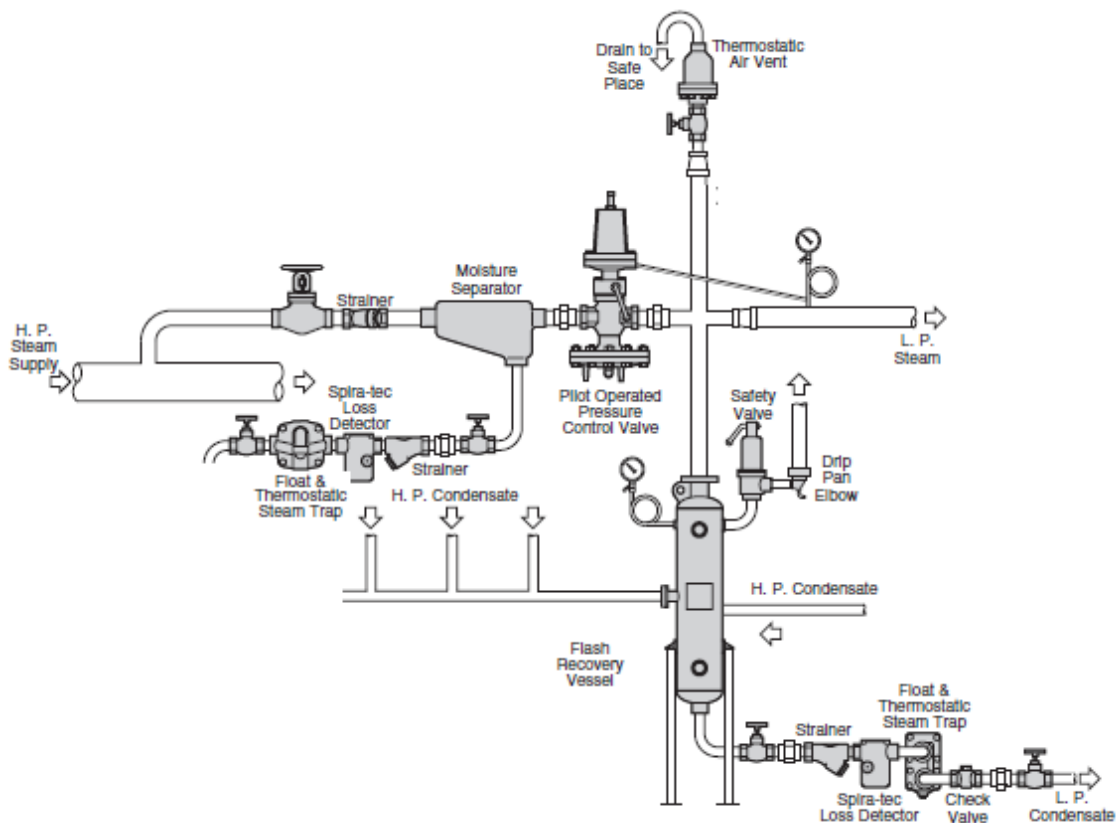 Drain to
Safe
Place
Thermostatic
Air Vent
Moisture
Separator
Strainer
H. P.
Steam
Supply
L. P.
Steam
Pilot Operated
Pressure
Control Valve
Spira-tec
Loss
Detector
Safety
Valve
Strainer
Float &
Thermostatic
Steam Trap
Drip
Pan
Elbow
H. P. Condensate
H. P. Condensate
Flash
Recovery
Vessel
Float &
Thermostatic
Steam Trap
Strainer
Spira-tec
Loss Detector
Check
Valve
L. P.
Condensate